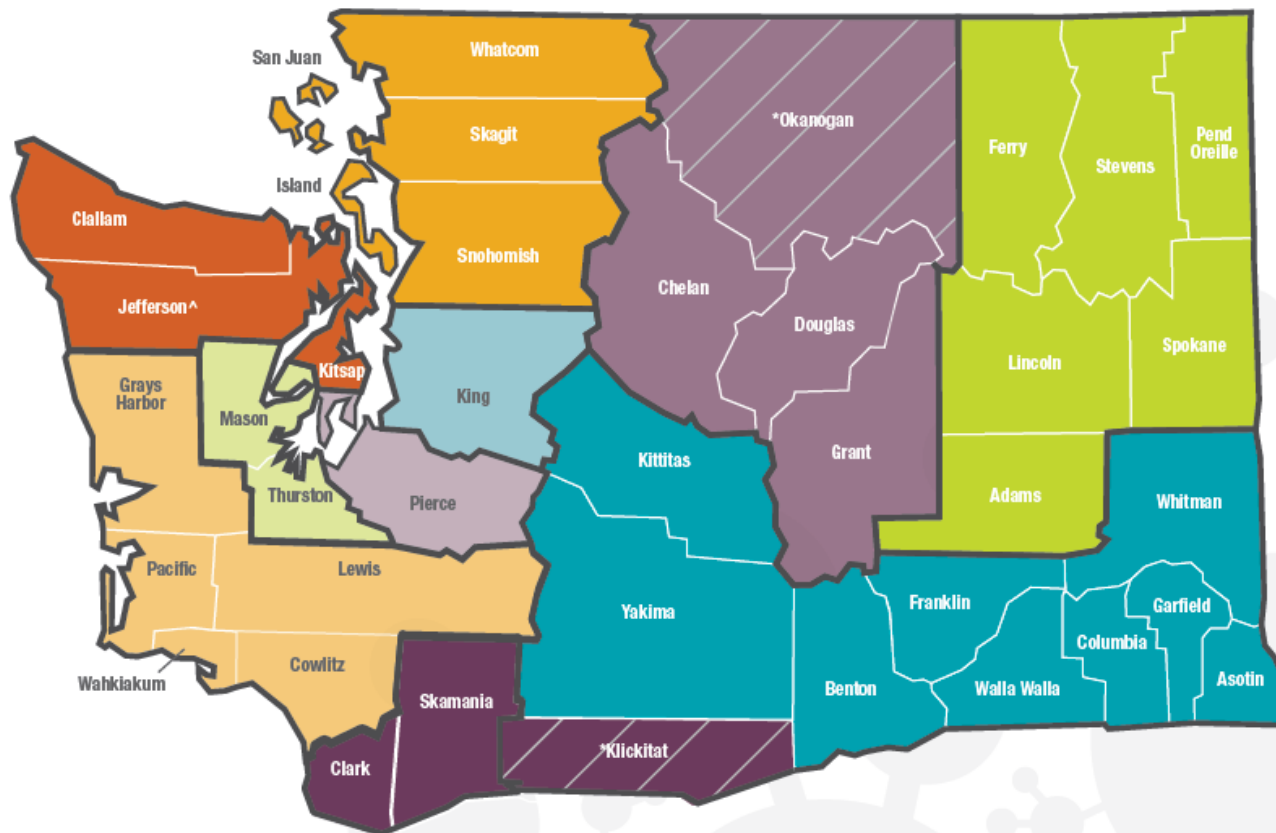 San Juan
Whatcom
Skagit
*Okanogan
Ferry
Stevens
Pend
Oreille
Island
Clallam
Snohomish
Jefferson^
Chelan
Douglas
Lincoln
Spokane
Kitsap
Grays
Harbor
King
Mason
Kittitas
Grant
Adams
Whitman
Thurston
Pierce
Pacific
Lewis
Yakima
Franklin
Garfield
Columbia
Cowlitz
Wahkiakum
Skamania
Benton
Walla Walla
Asotin
*Klickitat
Clark